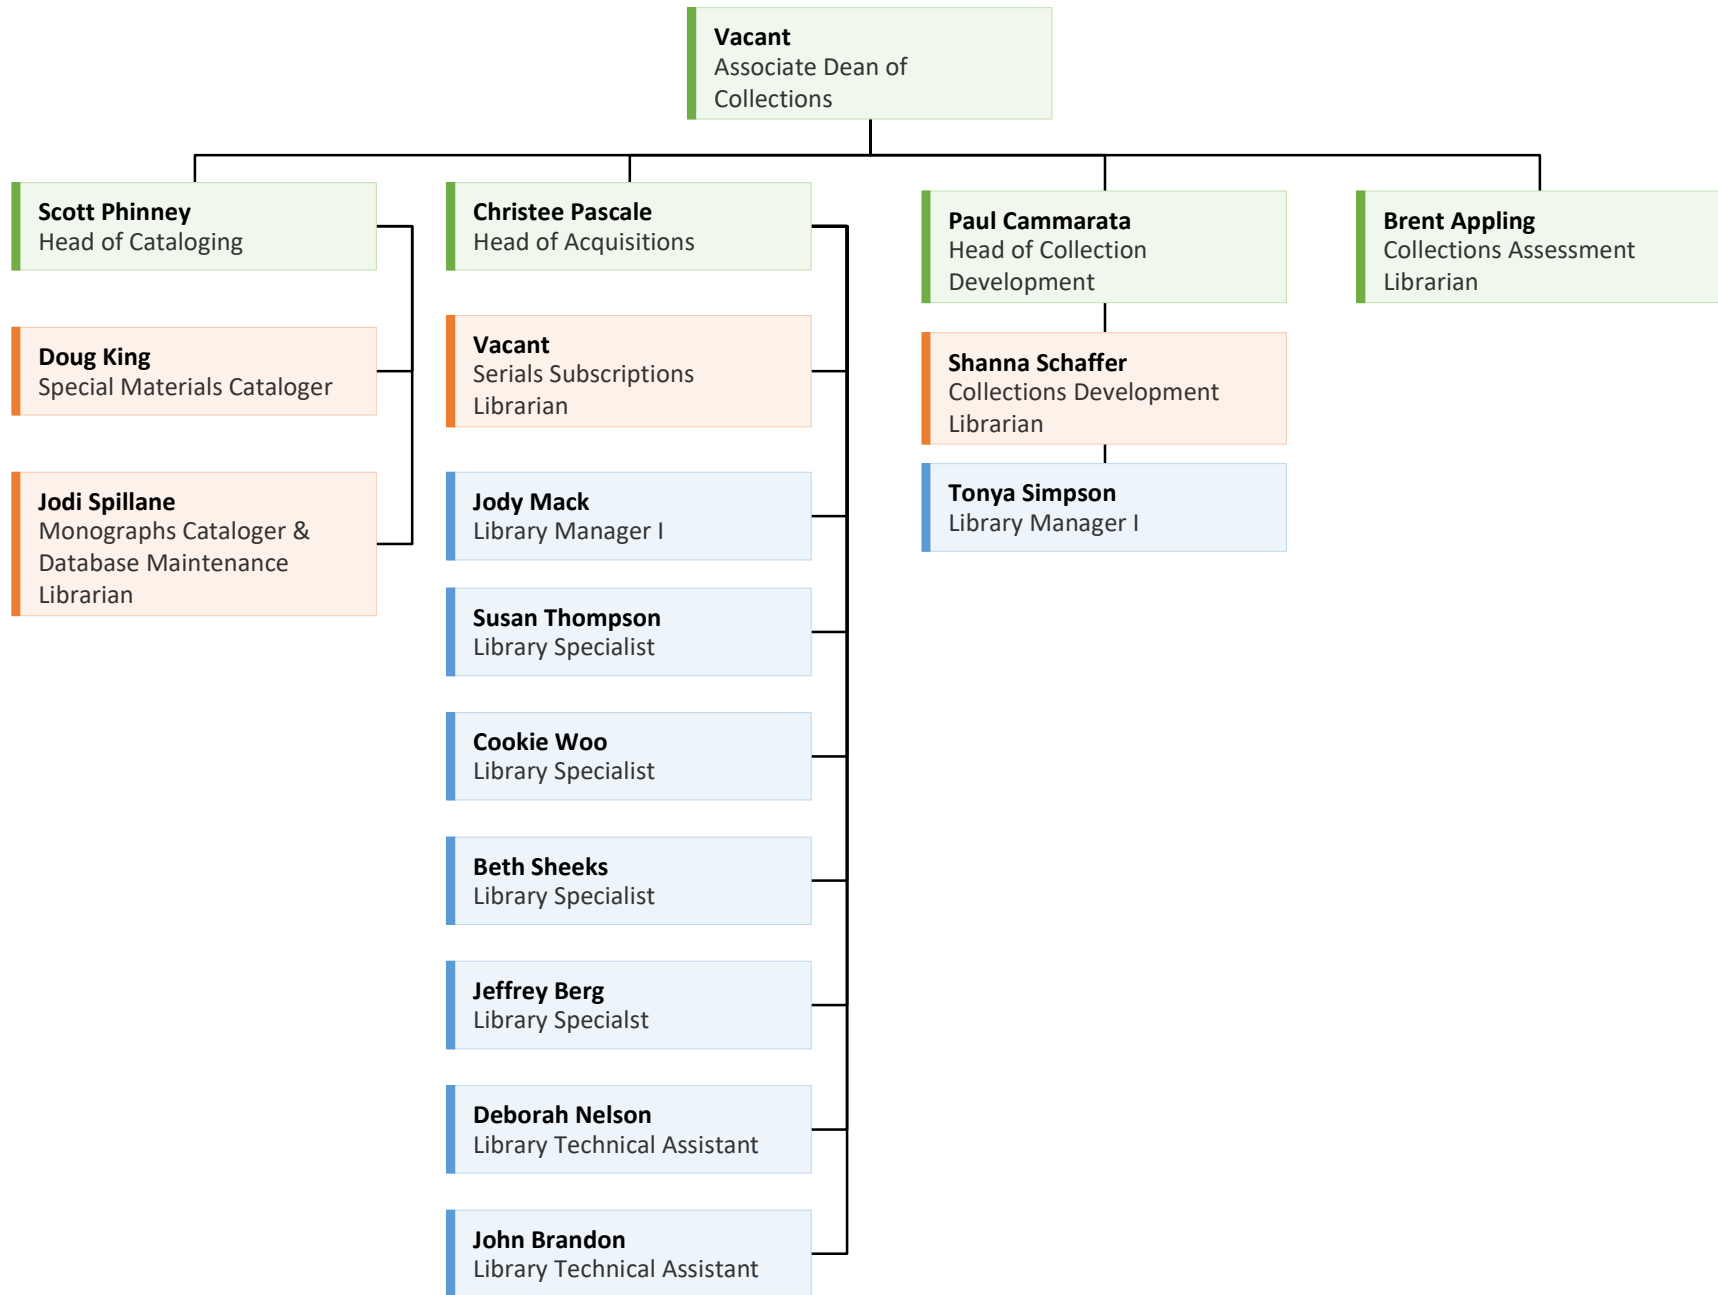 Vacant
Associate Dean of
Collections
Scott Phinney
Head of Cataloging
Doug King
Special Materials Cataloger
Jodi Spillane
Monographs Cataloger &
Database Maintenance
Librarian
Christee Pascale
Head of Acquisitions
Vacant
Serials Subscriptions
Librarian
Jody Mack
Library Manager I
Susan Thompson
Library Specialist
Cookie Woo
Library Specialist
Beth Sheeks
Library Specialist
Jeffrey Berg
Library Specialst
Deborah Nelson
Library Technical Assistant
John Brandon
Library Technical Assistant
Paul Cammarata
Head of Collection
Development
Shanna Schaffer
Collections Development
Librarian
Tonya Simpson
Library Manager I
Brent Appling
Collections Assessment
Librarian